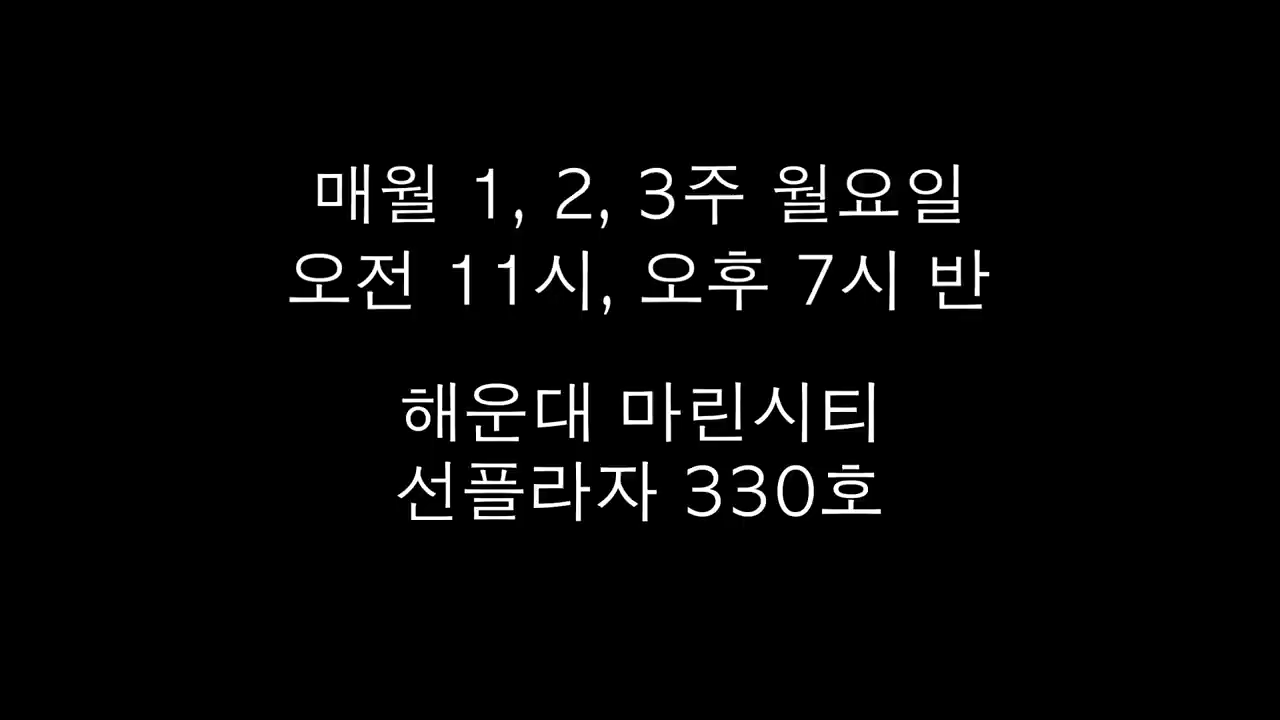 매월 1, 2, 3주 월요일
오전 11시, 오후 7시 반
해운대 마린시티
선플라자 330호